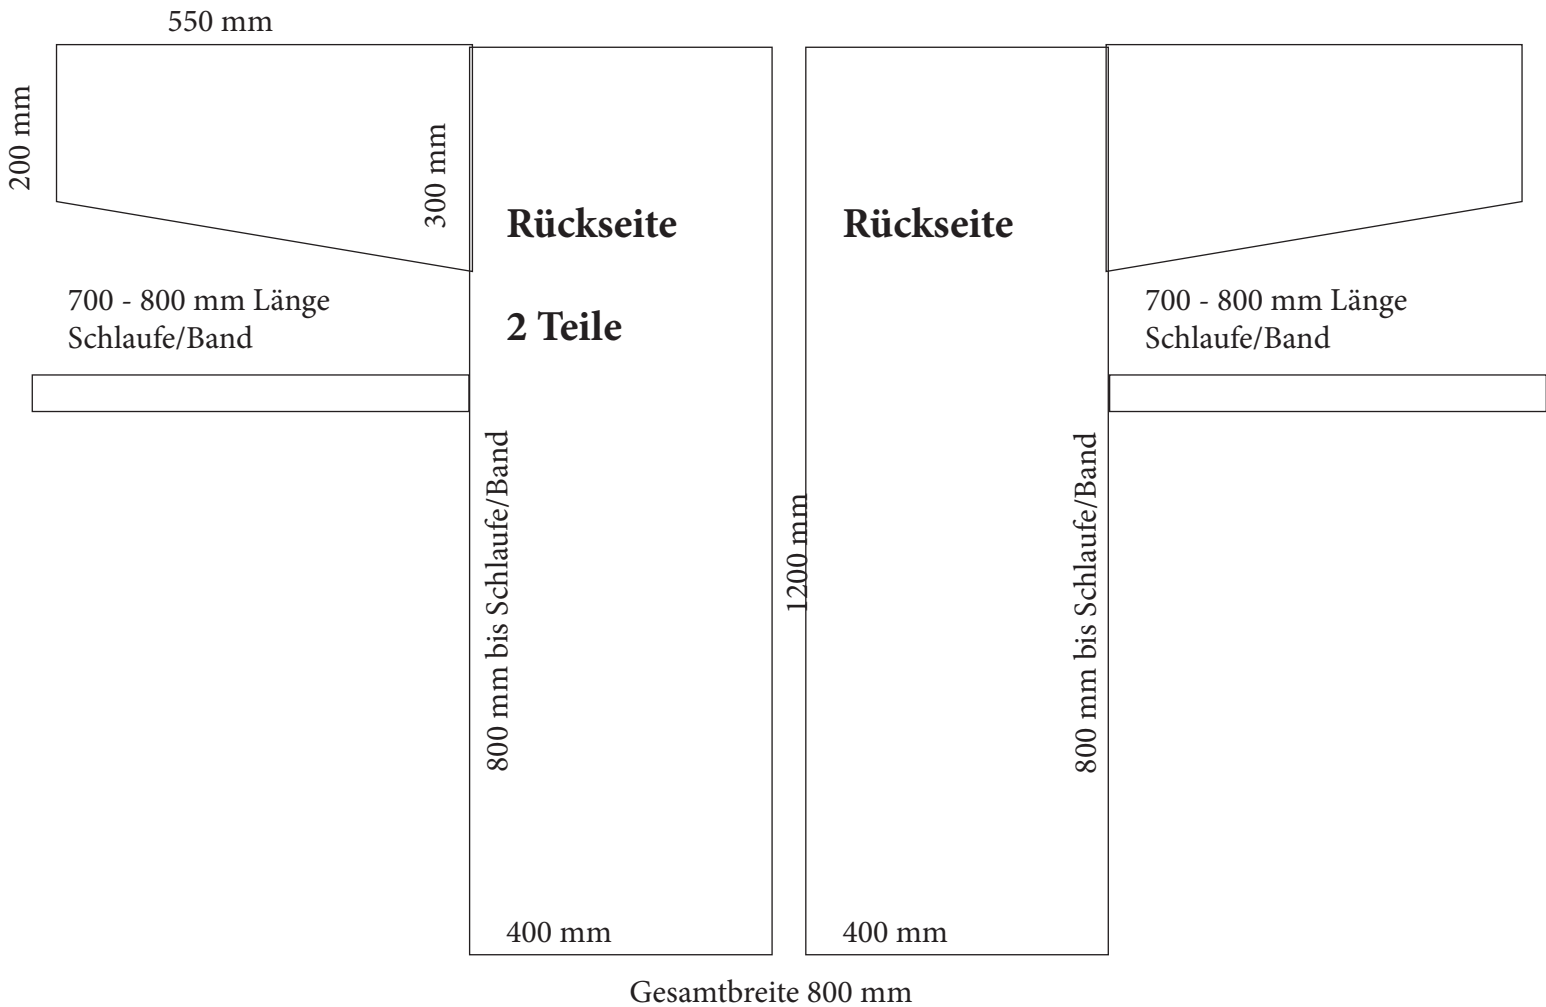 550 mm
200 mm
300 mm
Rückseite
Rückseite
2 Teile
700 - 800 mm Länge
Schlaufe/Band
700 - 800 mm Länge
Schlaufe/Band
800 mm bis Schlaufe/Band
1200 mm
800 mm bis Schlaufe/Band
400 mm
400 mm
Gesamtbreite 800 mm